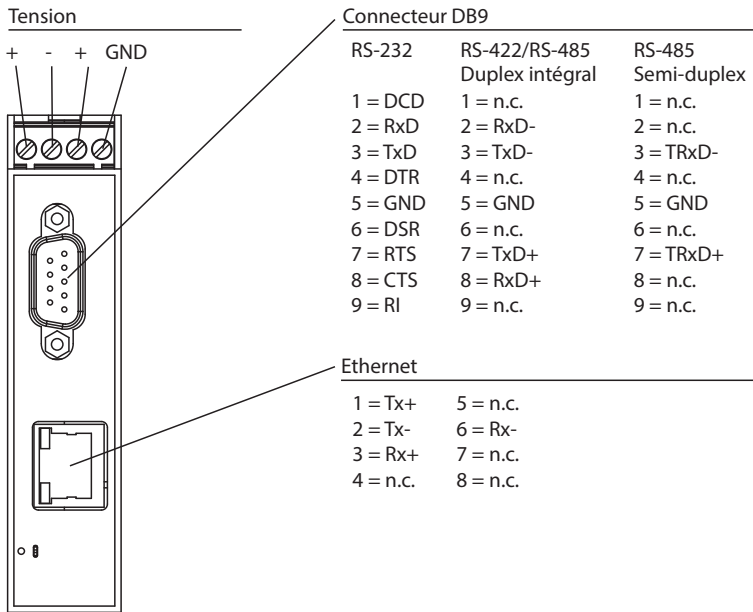 Tension
+ - + GND
Connecteur DB9
RS-232 RS-422/RS-485 RS-485
Duplex intégral Semi-duplex
1 = DCD 1 = n.c. 1 = n.c.
2 = RxD 2 = RxD- 2 = n.c.
3 = TxD 3 = TxD- 3 = TRxD-
4 = DTR 4 = n.c. 4 = n.c.
5 = GND 5 = GND 5 = GND
6 = DSR 6 = n.c. 6 = n.c.
7 = RTS 7 = TxD+ 7 = TRxD+
8 = CTS 8 = RxD+ 8 = n.c.
9 = RI 9 = n.c. 9 = n.c.
Ethernet
1 = Tx+ 5 = n.c.
2 = Tx- 6 = Rx-
3 = Rx+ 7 = n.c.
4 = n.c. 8 = n.c.